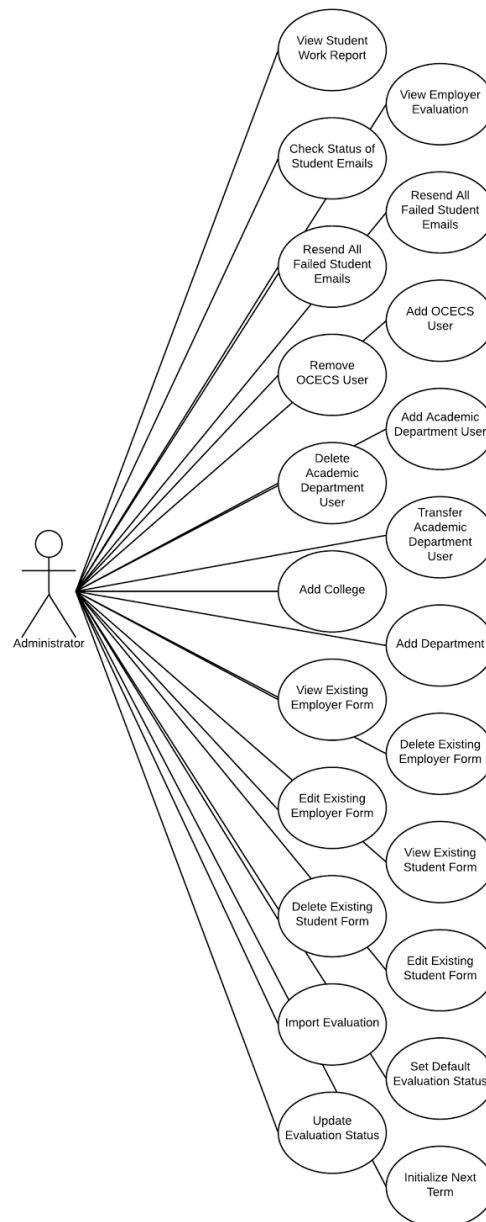 View Student
Work Report
View Employer
Evaluation
Check Status of
Student Emails
Resend All
Failed Student
Emails
Resend All
Failed Student
Emails
Add OCECS
User
Remove
OCECS User
Add Academic
Department User
Delete
Academic
Department
User
Transfer
Academic
Department
User
Add College
Administrator
Add Department
View Existing
Employer Form
Delete Existing
Employer Form
Edit Existing
Employer Form
View Existing
Student Form
Delete Existing
Student Form
Edit Existing
Student Form
Import Evaluation
Set Default
Evaluation Status
Update
Evaluation Status
Initialize Next
Term